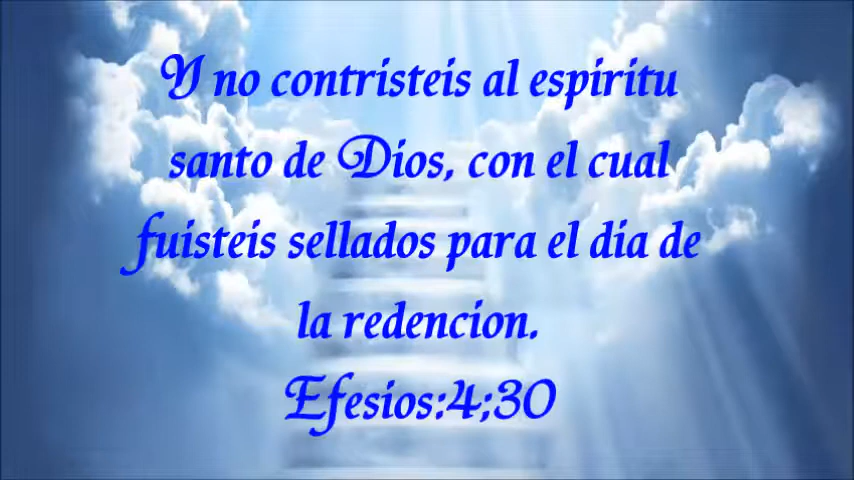 Y no contristeis al espiritu
santo de Dios, con el cual
fuisteis sellados para el dia de
la redencion.
Efesios:4;30